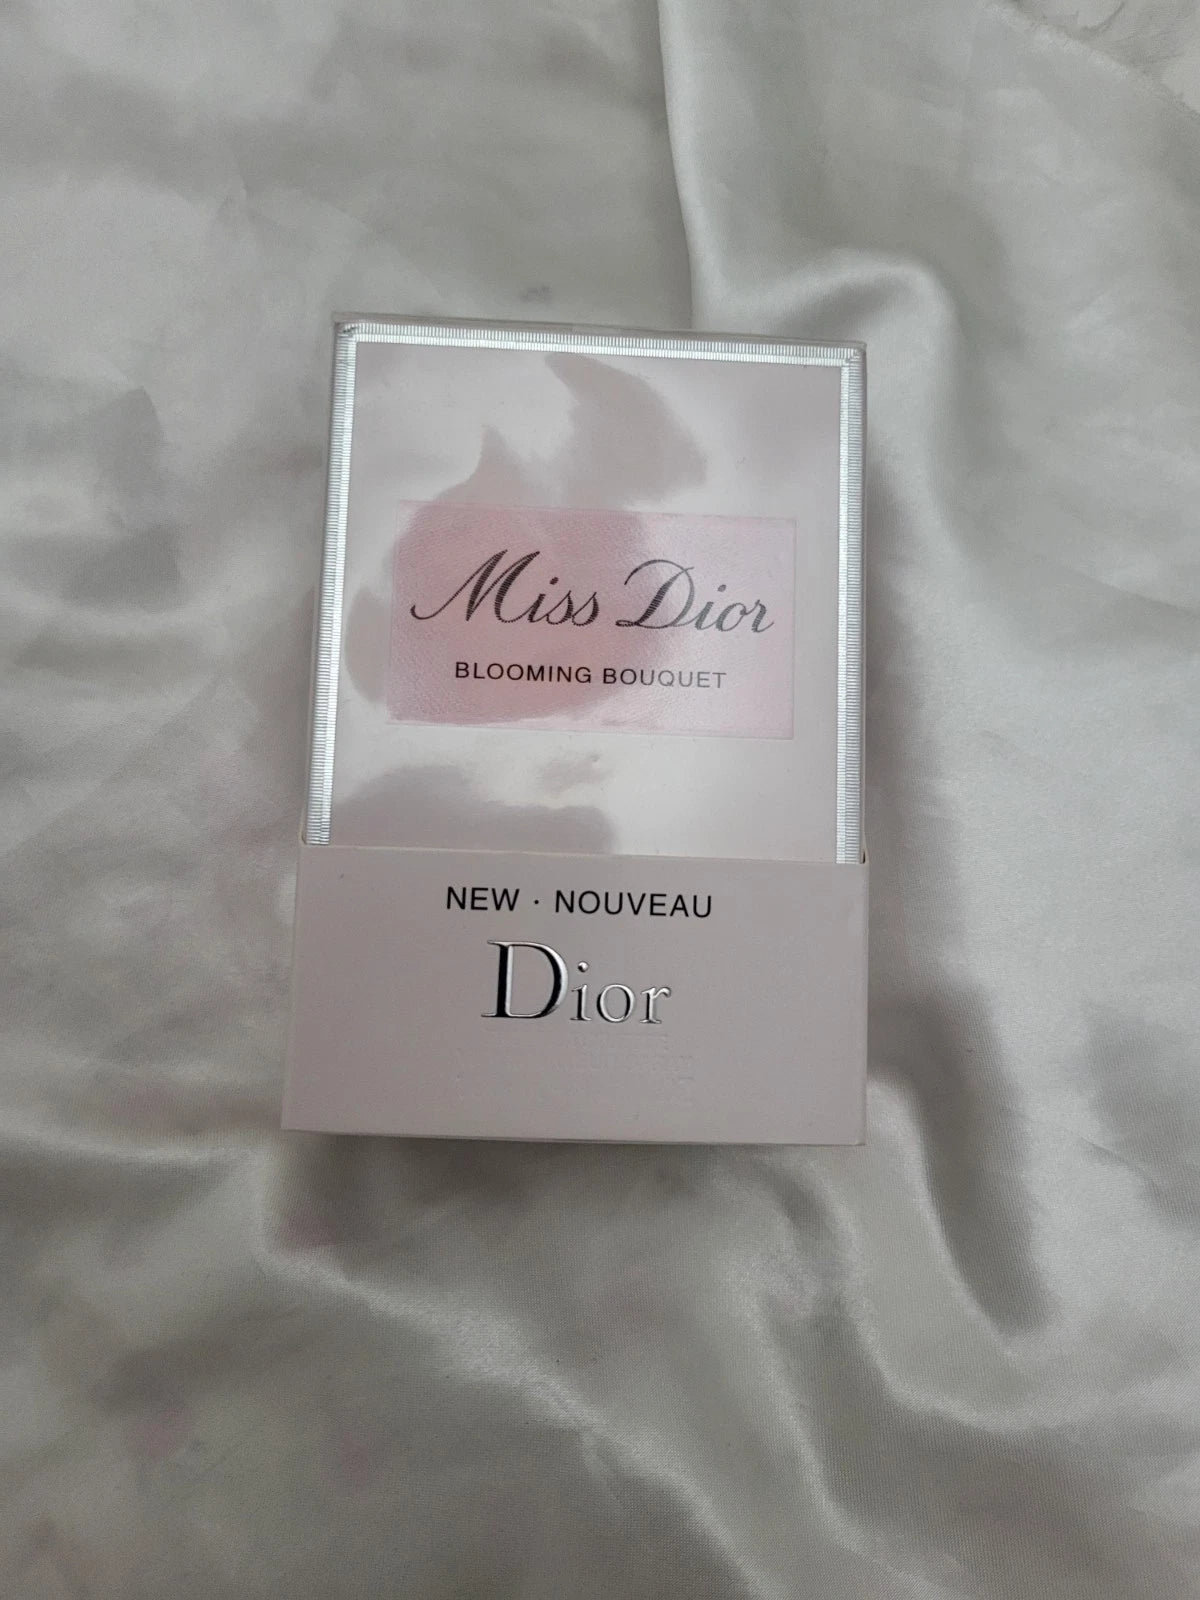 Miss Dior
BLOOMING BOUQUET
NEW · NOUVEAU
Dior